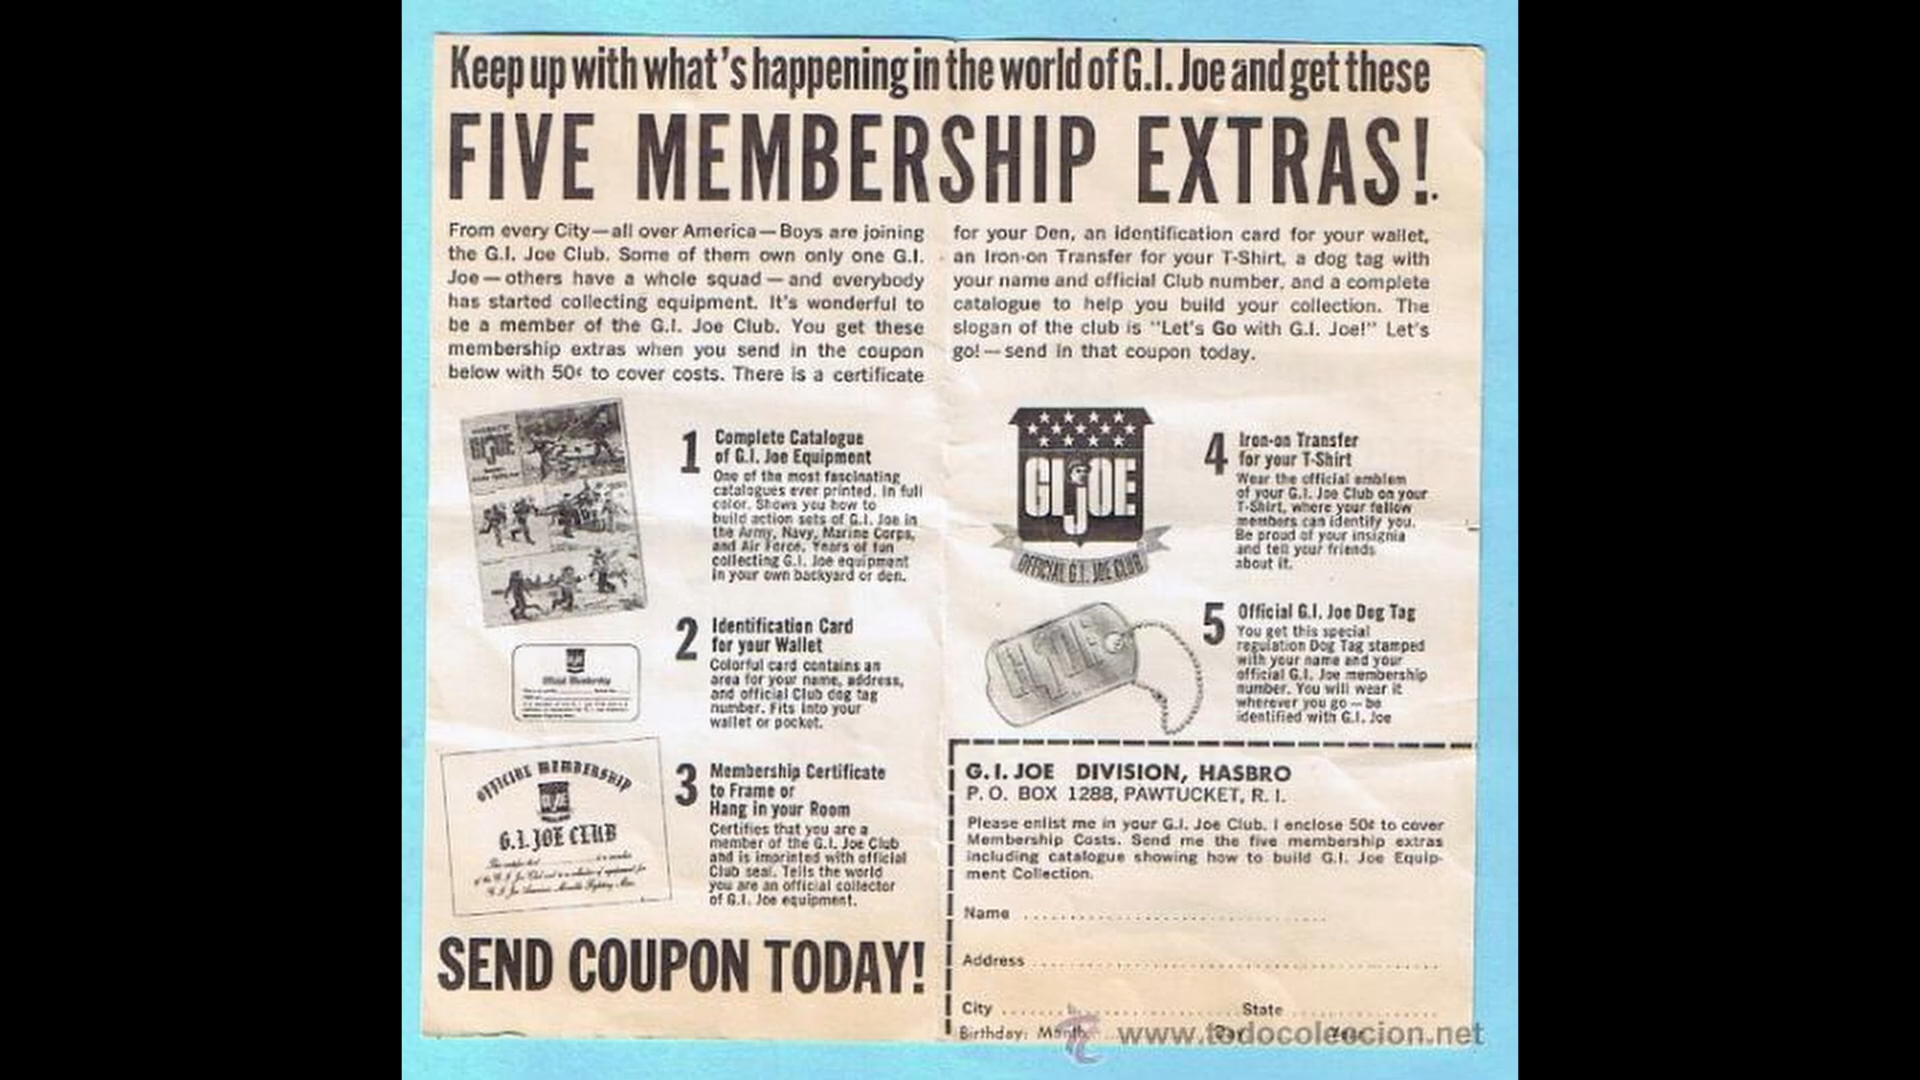 Keep up with what's happening in the world of G.I. Joe and get these
FIVE MEMBERSHIP EXTRAS!
From every City—all over America—Boys are joining
the G.I. Joe Club. Some of them own only one G.I.
Joe—others have a whole squad—and everybody
has started collecting equipment. It's wonderful to
be a member of the G.I. Joe Club. You get these
membership extras when you send in the coupon
below with 50¢ to cover costs. There is a certificate
for your Den, an identification card for your wallet,
an Iron-on Transfer for your T-Shirt, a dog tag with
your name and official Club number, and a complete
catalogue to help you build your collection. The
slogan of the club is "Let's Go with G.I. Joe!" Let's
go!—send in that coupon today.
GI JOE
1 Complete Catalogue
of G.I. Joe Equipment
One of the most fascinating
catalogues ever printed. In full
color. Shows you how to
build action sets of G.I. Joe in
the Army, Navy, Marine Corps,
and Air Force. Years of fun
collecting G.I. Joe equipment
in your own backyard or den.
2 Identification Card
for your Wallet
Colorful card contains an
area for your name, address,
and official Club dog tag
number. Fits into your
wallet or pocket.
Official Membership
OFFICIAL MEMBERSHIP
G.I. JOE CLUB
3 Membership Certificate
to Frame or
Hang in your Room
Certifies that you are a
member of the G.I. Joe Club
and is imprinted with official
Club seal. Tells the world
you are an official collector
of G.I. Joe equipment.
SEND COUPON TODAY!
GI JOE
OFFICIAL G.I. JOE CLUB
4 Iron-on Transfer
for your T-Shirt
Wear the official emblem
of your G.I. Joe Club on your
T-Shirt, where your fellow
members can identify you.
Be proud of your insignia
and tell your friends
about it.
5 Official G.I. Joe Dog Tag
You get this special
regulation Dog Tag stamped
with your name and your
official G.I. Joe membership
number. You will wear it
wherever you go—be
identified with G.I. Joe
G.I. JOE DIVISION, HASBRO
P. O. BOX 1288, PAWTUCKET, R. I.
Please enlist me in your G.I. Joe Club. I enclose 50¢ to cover
Membership Costs. Send me the five membership extras
including catalogue showing how to build G.I. Joe Equip-
ment Collection.
Name
Address
City State
Birthday: Month Day Year
www.todocoleccion.net